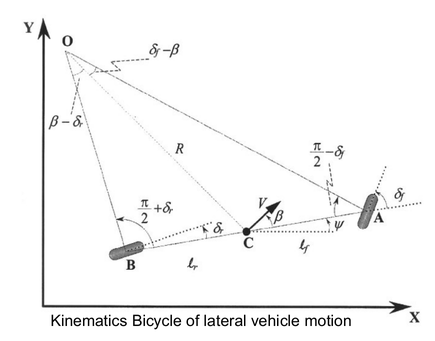 Y
O
δf–β
β–δr
R
π/2–δf
π/2+δr
V
δf
δr
β
ψ
A
B
C
ℓr
ℓf
X
Kinematics Bicycle of lateral vehicle motion